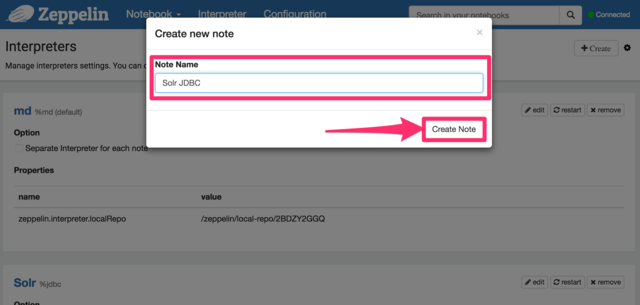 Zeppelin Notebook Interpreter Configuration Search in your notebooks Connected
Create new note ×
Interpreters + Create
Manage interpreters settings. You can c
Note Name
Solr JDBC
Create Note
md %md (default) edit restart remove
Option
Separate Interpreter for each note
Properties
name value
zeppelin.interpreter.localRepo /zeppelin/local-repo/2BDZY2GGQ
Solr %jdbc edit restart remove
Option